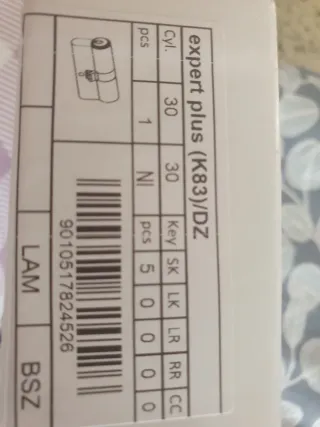 expert plus (K83)/DZ
Cyl. 30 30 Key SK LK LR RR CC
pcs 1 NI pcs 5 0 0 0 0
9010517824526
LAM BSZ